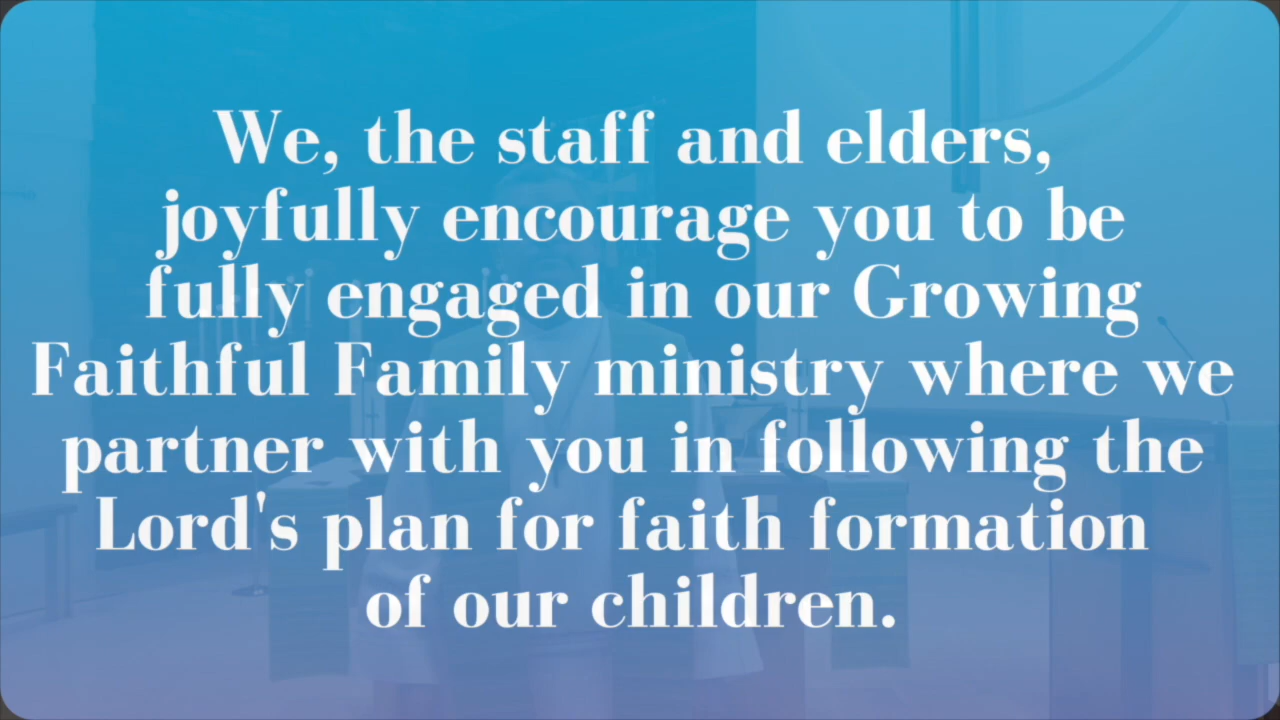 We, the staff and elders,
joyfully encourage you to be
fully engaged in our Growing
Faithful Family ministry where we
partner with you in following the
Lord's plan for faith formation
of our children.